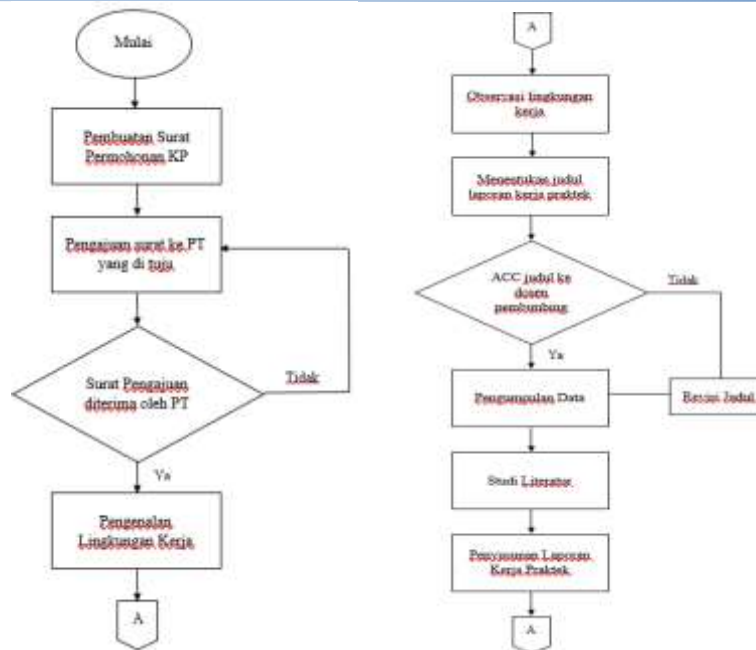 Mulai
Pembuatan Surat
Permohonan KP
Pengajuan surat ke PT
yang di tuju
Surat Pengajuan
diterima oleh PT
Tidak
Ya
Pengenalan
Lingkungan Kerja
A
A
Observasi lingkungan
kerja
Menentukan judul
laporan kerja praktek
ACC judul ke
dosen
pembimbing
Tidak
Ya
Pengumpulan Data
Revisi Judul
Studi Literatur
Penyusunan Laporan
Kerja Praktek
A